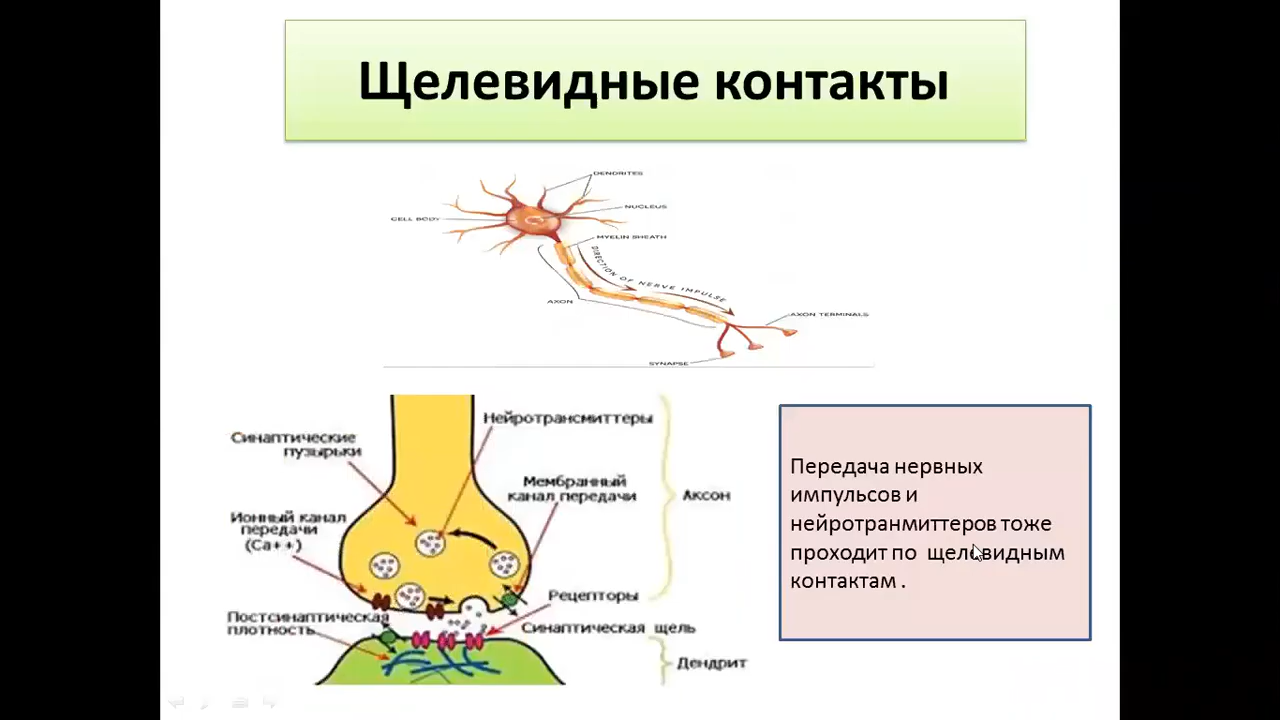 Щелевидные контакты
DENDRITES
NUCLEUS
CELL BODY
MYELIN SHEATH
DIRECTION OF NERVE IMPULSE
AXON
AXON TERMINALS
SYNAPSE
Нейротрансмиттеры
Синаптические
пузырьки
Мембранный
канал передачи
Аксон
Ионный канал
передачи
(Ca++)
Рецепторы
Постсинаптическая
плотность
Синаптическая щель
Дендрит
Передача нервных
импульсов и
нейротранмиттеров тоже
проходит по щелевидным
контактам .